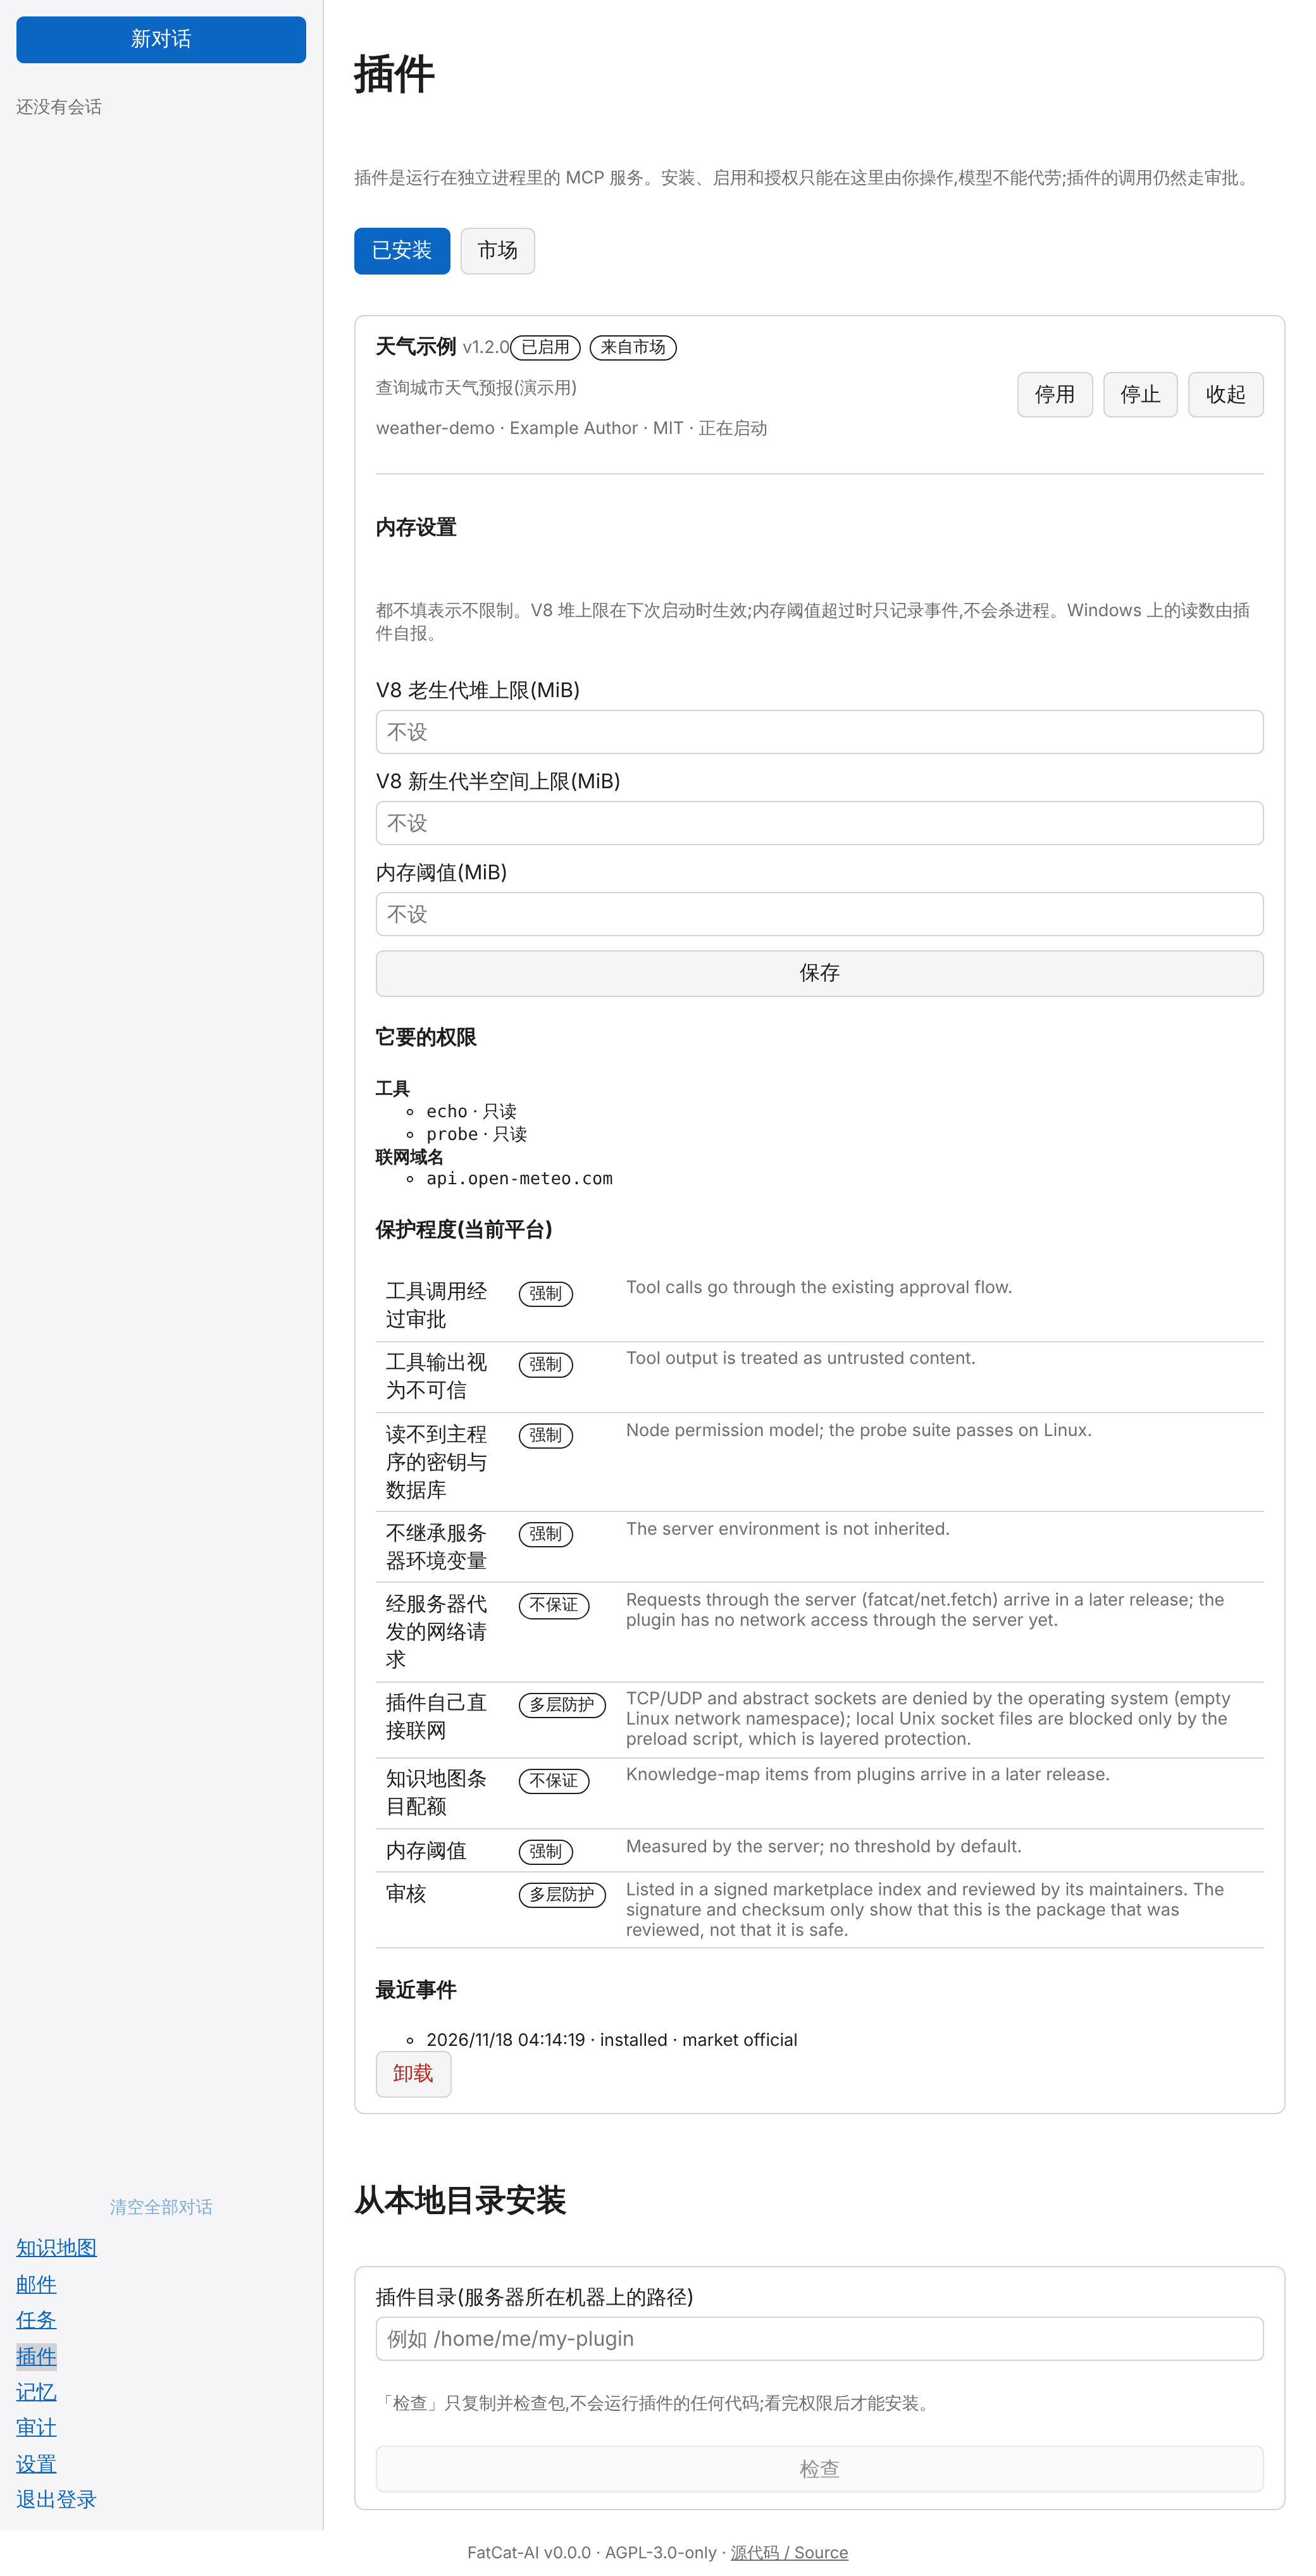 新对话
还没有会话
插件
插件是运行在独立进程里的 MCP 服务。安装、启用和授权只能在这里由你操作,模型不能代劳;插件的调用仍然走审批。
已安装 市场
天气示例 v1.2.0 已启用 来自市场
查询城市天气预报(演示用)
weather-demo · Example Author · MIT · 正在启动
停用 停止 收起
内存设置
都不填表示不限制。V8 堆上限在下次启动时生效;内存阈值超过时只记录事件,不会杀进程。Windows 上的读数由插
件自报。
V8 老生代堆上限(MiB)
不设
V8 新生代半空间上限(MiB)
不设
内存阈值(MiB)
不设
保存
它要的权限
工具
echo · 只读
probe · 只读
联网域名
api.open-meteo.com
保护程度(当前平台)
工具调用经
过审批
强制
Tool calls go through the existing approval flow.
工具输出视
为不可信
强制
Tool output is treated as untrusted content.
读不到主程
序的密钥与
数据库
强制
Node permission model; the probe suite passes on Linux.
不继承服务
器环境变量
强制
The server environment is not inherited.
经服务器代
发的网络请
求
不保证
Requests through the server (fatcat/net.fetch) arrive in a later release; the
plugin has no network access through the server yet.
插件自己直
接联网
多层防护
TCP/UDP and abstract sockets are denied by the operating system (empty
Linux network namespace); local Unix socket files are blocked only by the
preload script, which is layered protection.
知识地图条
目配额
不保证
Knowledge-map items from plugins arrive in a later release.
内存阈值
强制
Measured by the server; no threshold by default.
审核
多层防护
Listed in a signed marketplace index and reviewed by its maintainers. The
signature and checksum only show that this is the package that was
reviewed, not that it is safe.
最近事件
2026/11/18 04:14:19 · installed · market official
卸载
从本地目录安装
插件目录(服务器所在机器上的路径)
例如 /home/me/my-plugin
「检查」只复制并检查包,不会运行插件的任何代码;看完权限后才能安装。
检查
清空全部对话
知识地图
邮件
任务
插件
记忆
审计
设置
退出登录
FatCat-AI v0.0.0 · AGPL-3.0-only · 源代码 / Source